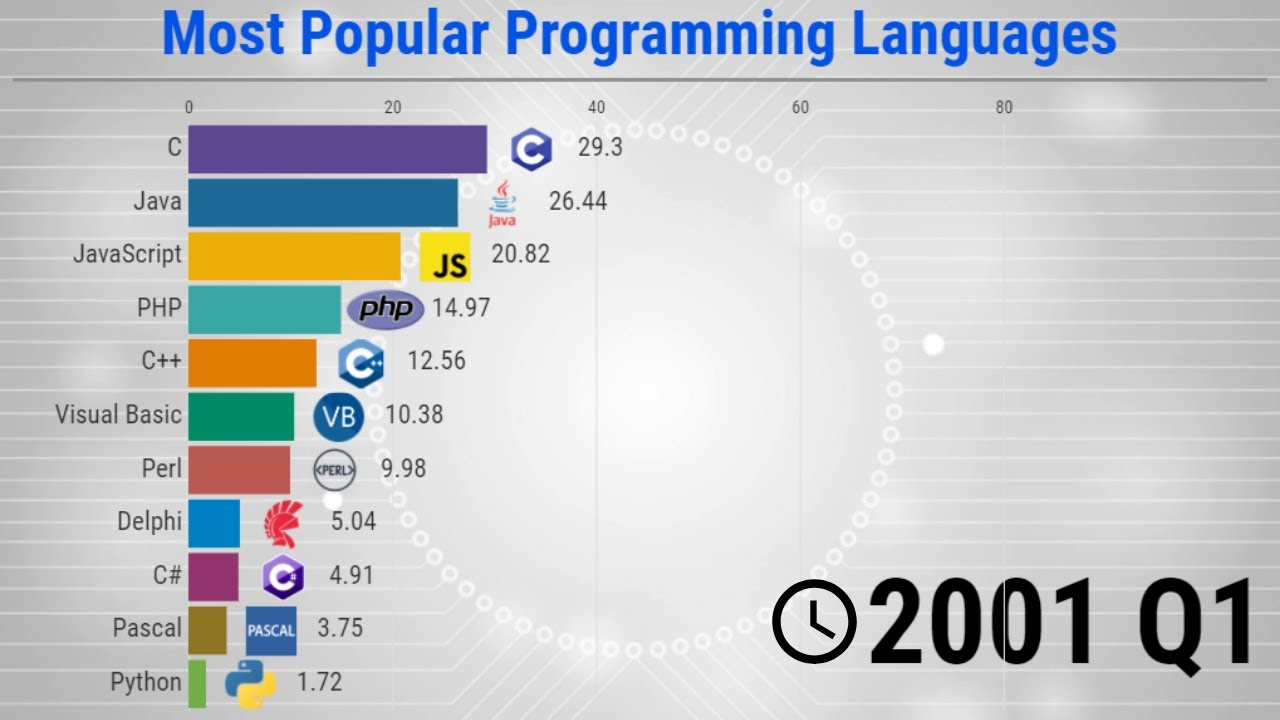 Most Popular Programming Languages
0 20 40 60 80
C C 29.3
Java Java 26.44
JavaScript JS 20.82
PHP php 14.97
C++ C++ 12.56
Visual Basic VB 10.38
Perl <PERL> 9.98
Delphi 5.04
C# C# 4.91
Pascal PASCAL 3.75
Python 1.72
2001 Q1